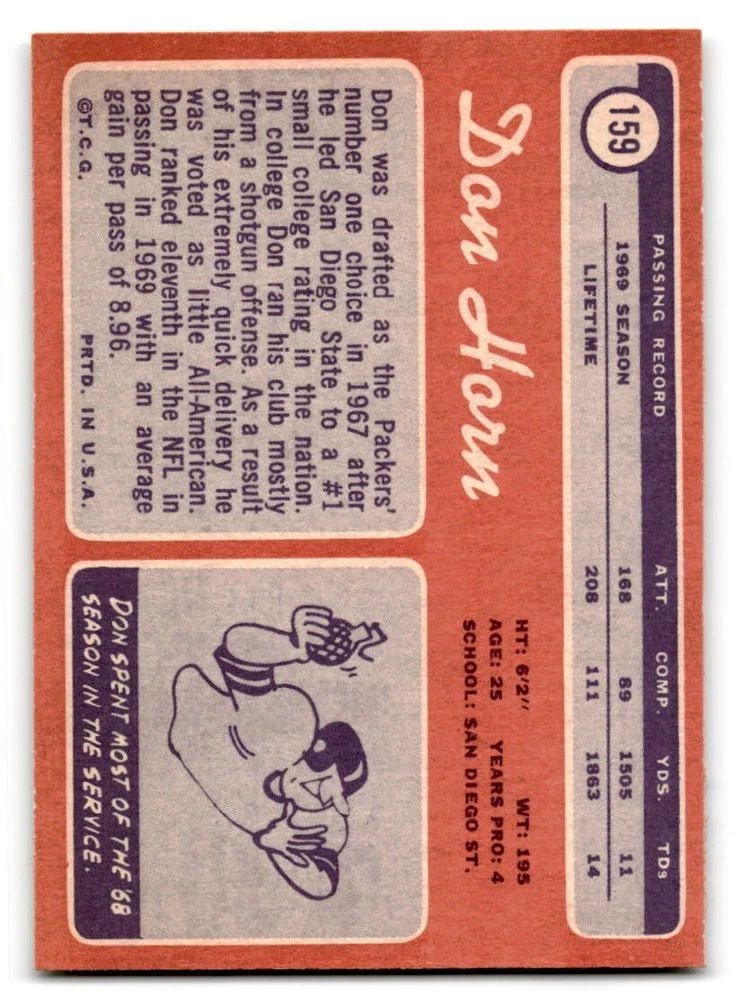 159
PASSING RECORD ATT. COMP. YDS. TDs
1969 SEASON 168 89 1505 11
LIFETIME 208 111 1863 14
Don Horn
HT: 6'2" WT: 195
AGE: 25 YEARS PRO: 4
SCHOOL: SAN DIEGO ST.
Don was drafted as the Packers'
number one choice in 1967 after
he led San Diego State to a #1
small college rating in the nation.
In college Don ran his club mostly
from a shotgun offense. As a result
of his extremely quick delivery he
was voted as little All-American.
Don ranked eleventh in the NFL in
passing in 1969 with an average
gain per pass of 8.96.
©T.C.G. PRTD. IN U.S.A.
DON SPENT MOST OF THE '68
SEASON IN THE SERVICE.